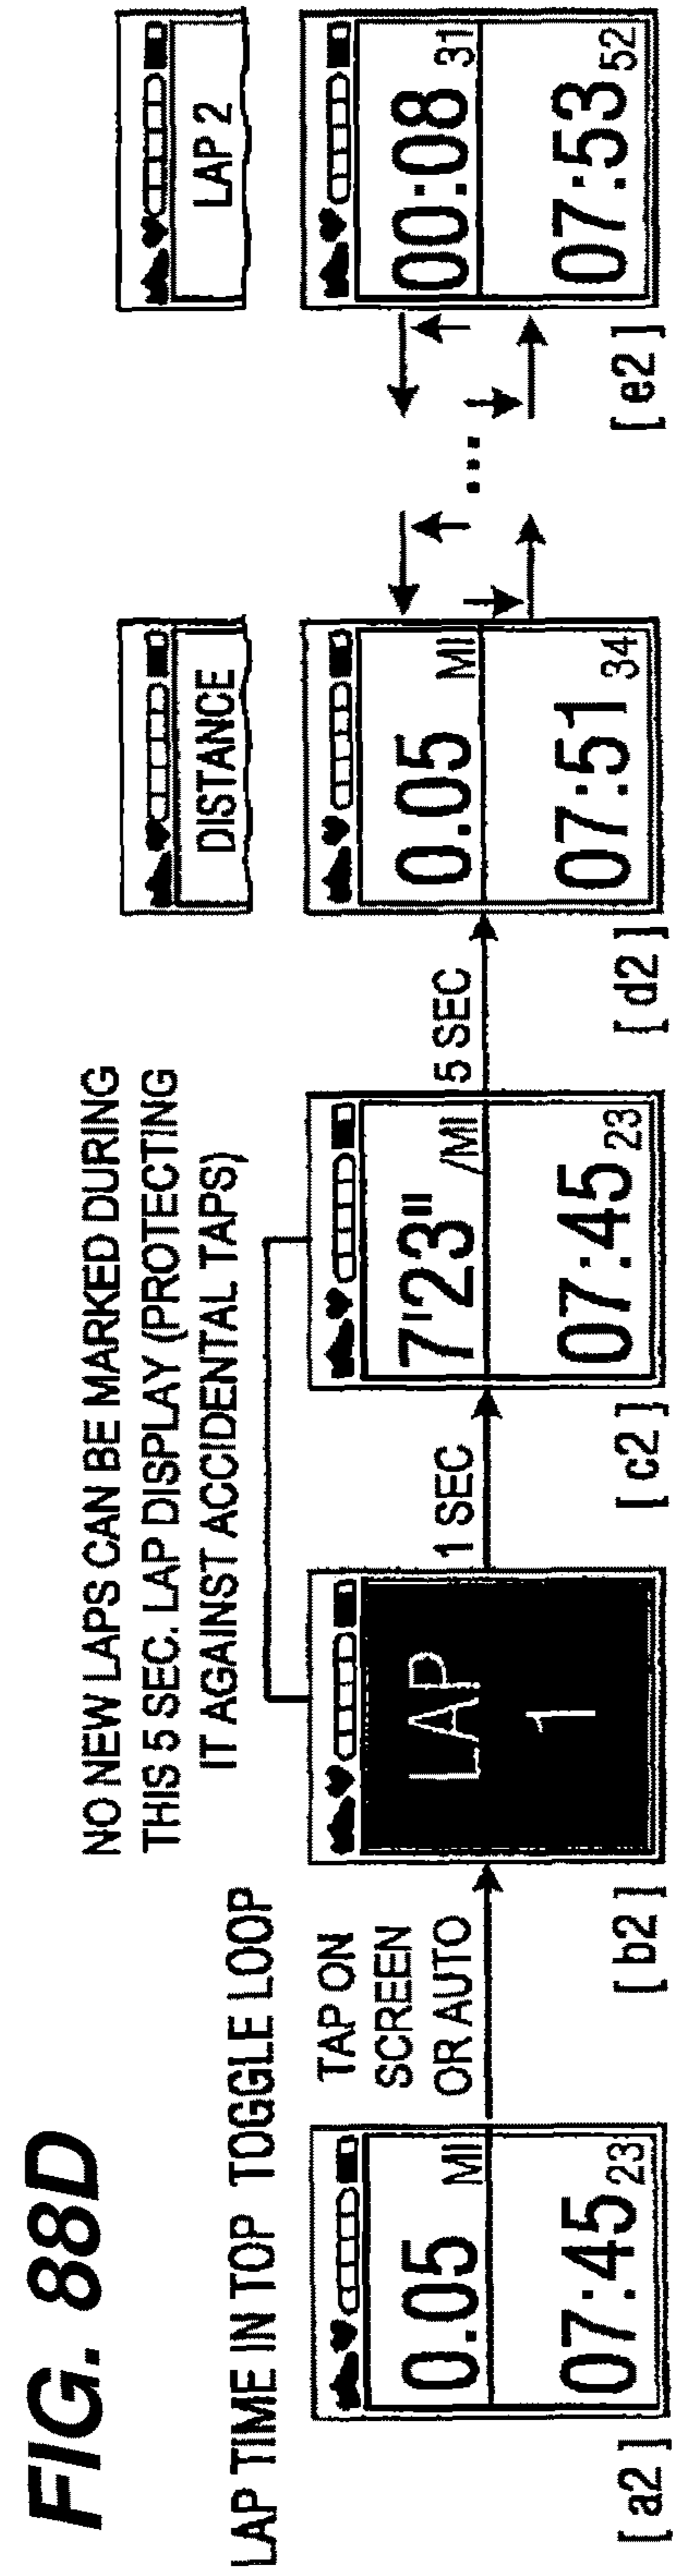 FIG. 88D
LAP TIME IN TOP TOGGLE LOOP
NO NEW LAPS CAN BE MARKED DURING
THIS 5 SEC. LAP DISPLAY (PROTECTING
IT AGAINST ACCIDENTAL TAPS)
0.05 MI
07:45 23
[ a2 ]
TAP ON
SCREEN
OR AUTO
LAP
1
[ b2 ]
1 SEC
7'23" /MI
07:45 23
[ c2 ]
5 SEC
DISTANCE
0.05 MI
07:51 34
[ d2 ]
...
LAP 2
00:08 31
07:53 52
[ e2 ]